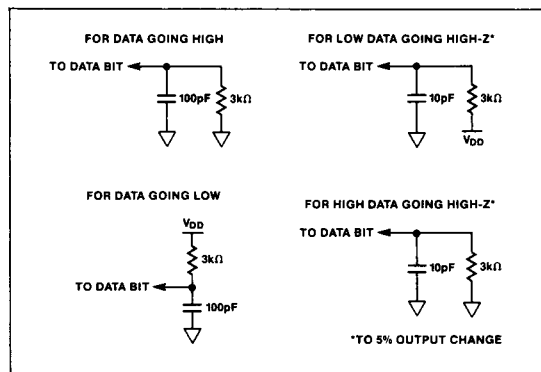 FOR DATA GOING HIGH
TO DATA BIT
100pF
3kΩ
FOR LOW DATA GOING HIGH-Z*
TO DATA BIT
10pF
3kΩ
VDD
FOR DATA GOING LOW
VDD
3kΩ
TO DATA BIT
100pF
FOR HIGH DATA GOING HIGH-Z*
TO DATA BIT
10pF
3kΩ
*TO 5% OUTPUT CHANGE